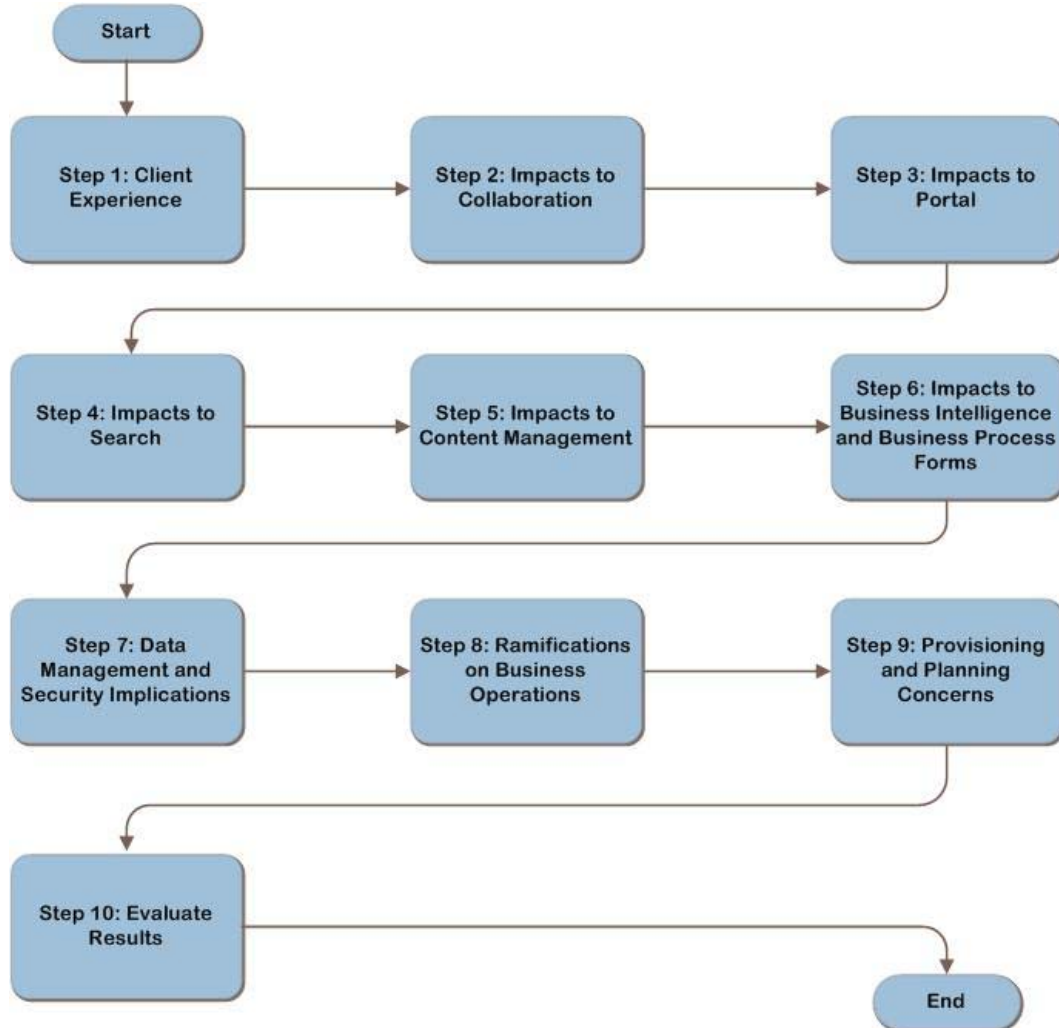 Start
Step 1: Client
Experience
Step 2: Impacts to
Collaboration
Step 3: Impacts to
Portal
Step 4: Impacts to
Search
Step 5: Impacts to
Content Management
Step 6: Impacts to
Business Intelligence
and Business Process
Forms
Step 7: Data
Management and
Security Implications
Step 8: Ramifications
on Business
Operations
Step 9: Provisioning
and Planning
Concerns
Step 10: Evaluate
Results
End